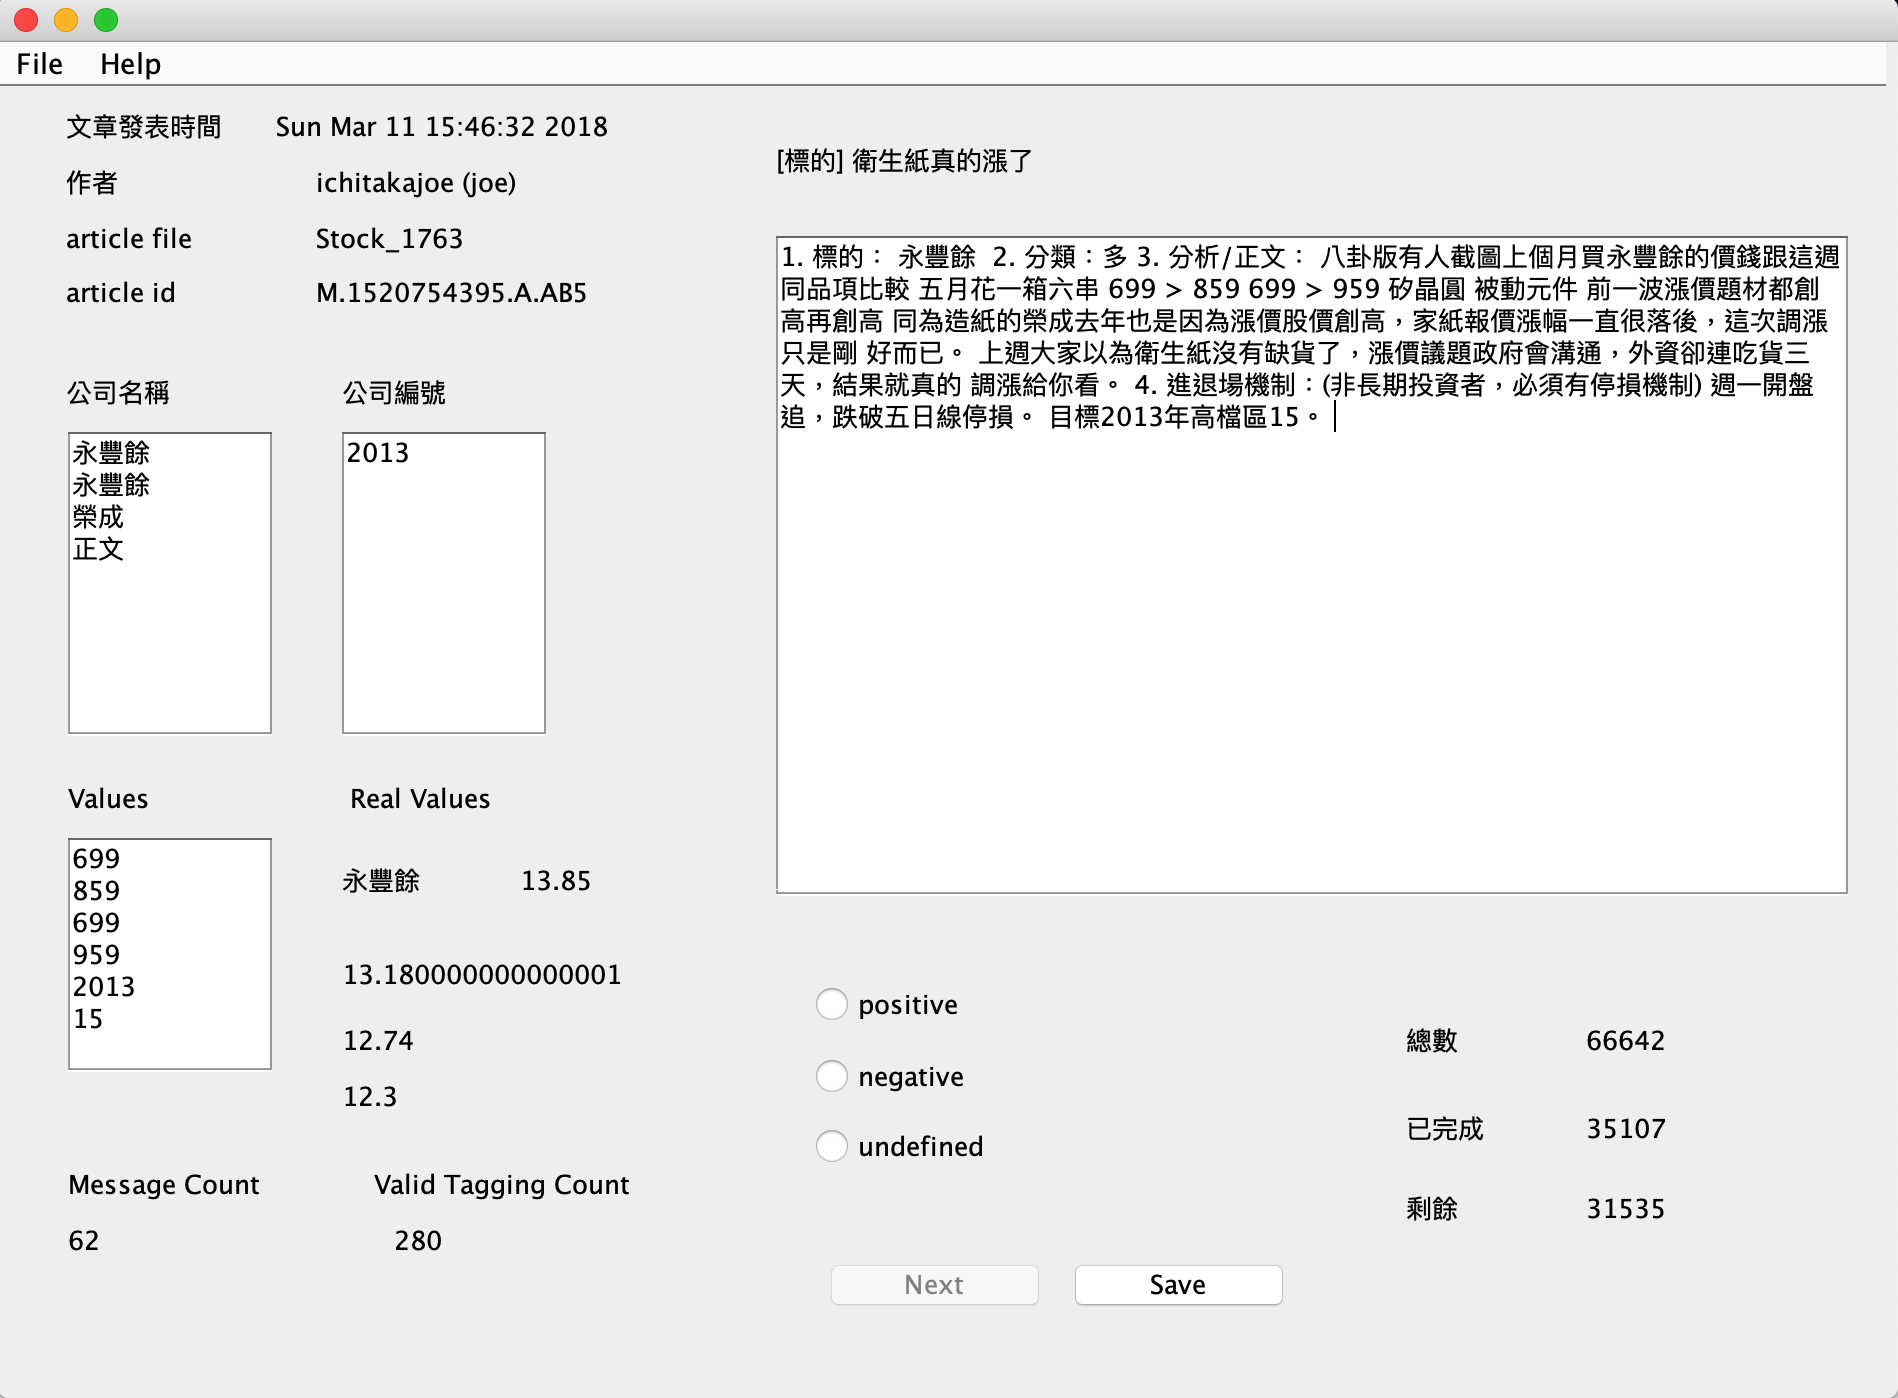 File Help
文章發表時間 Sun Mar 11 15:46:32 2018
作者 ichitakajoe (joe)
article file Stock_1763
article id M.1520754395.A.AB5
公司名稱 公司編號
永豐餘
永豐餘
榮成
正文
2013
Values Real Values
699
859
699
959
2013
15
永豐餘 13.85
13.180000000000001
12.74
12.3
Message Count Valid Tagging Count
62 280
[標的] 衛生紙真的漲了
1. 標的： 永豐餘 2. 分類：多 3. 分析/正文： 八卦版有人截圖上個月買永豐餘的價錢跟這週
同品項比較 五月花一箱六串 699 > 859 699 > 959 矽晶圓 被動元件 前一波漲價題材都創
高再創高 同為造紙的榮成去年也是因為漲價股價創高，家紙報價漲幅一直很落後，這次調漲
只是剛 好而已。 上週大家以為衛生紙沒有缺貨了，漲價議題政府會溝通，外資卻連吃貨三
天，結果就真的 調漲給你看。 4. 進退場機制：(非長期投資者，必須有停損機制) 週一開盤
追，跌破五日線停損。 目標2013年高檔區15。
positive
negative
undefined
總數 66642
已完成 35107
剩餘 31535
Next Save